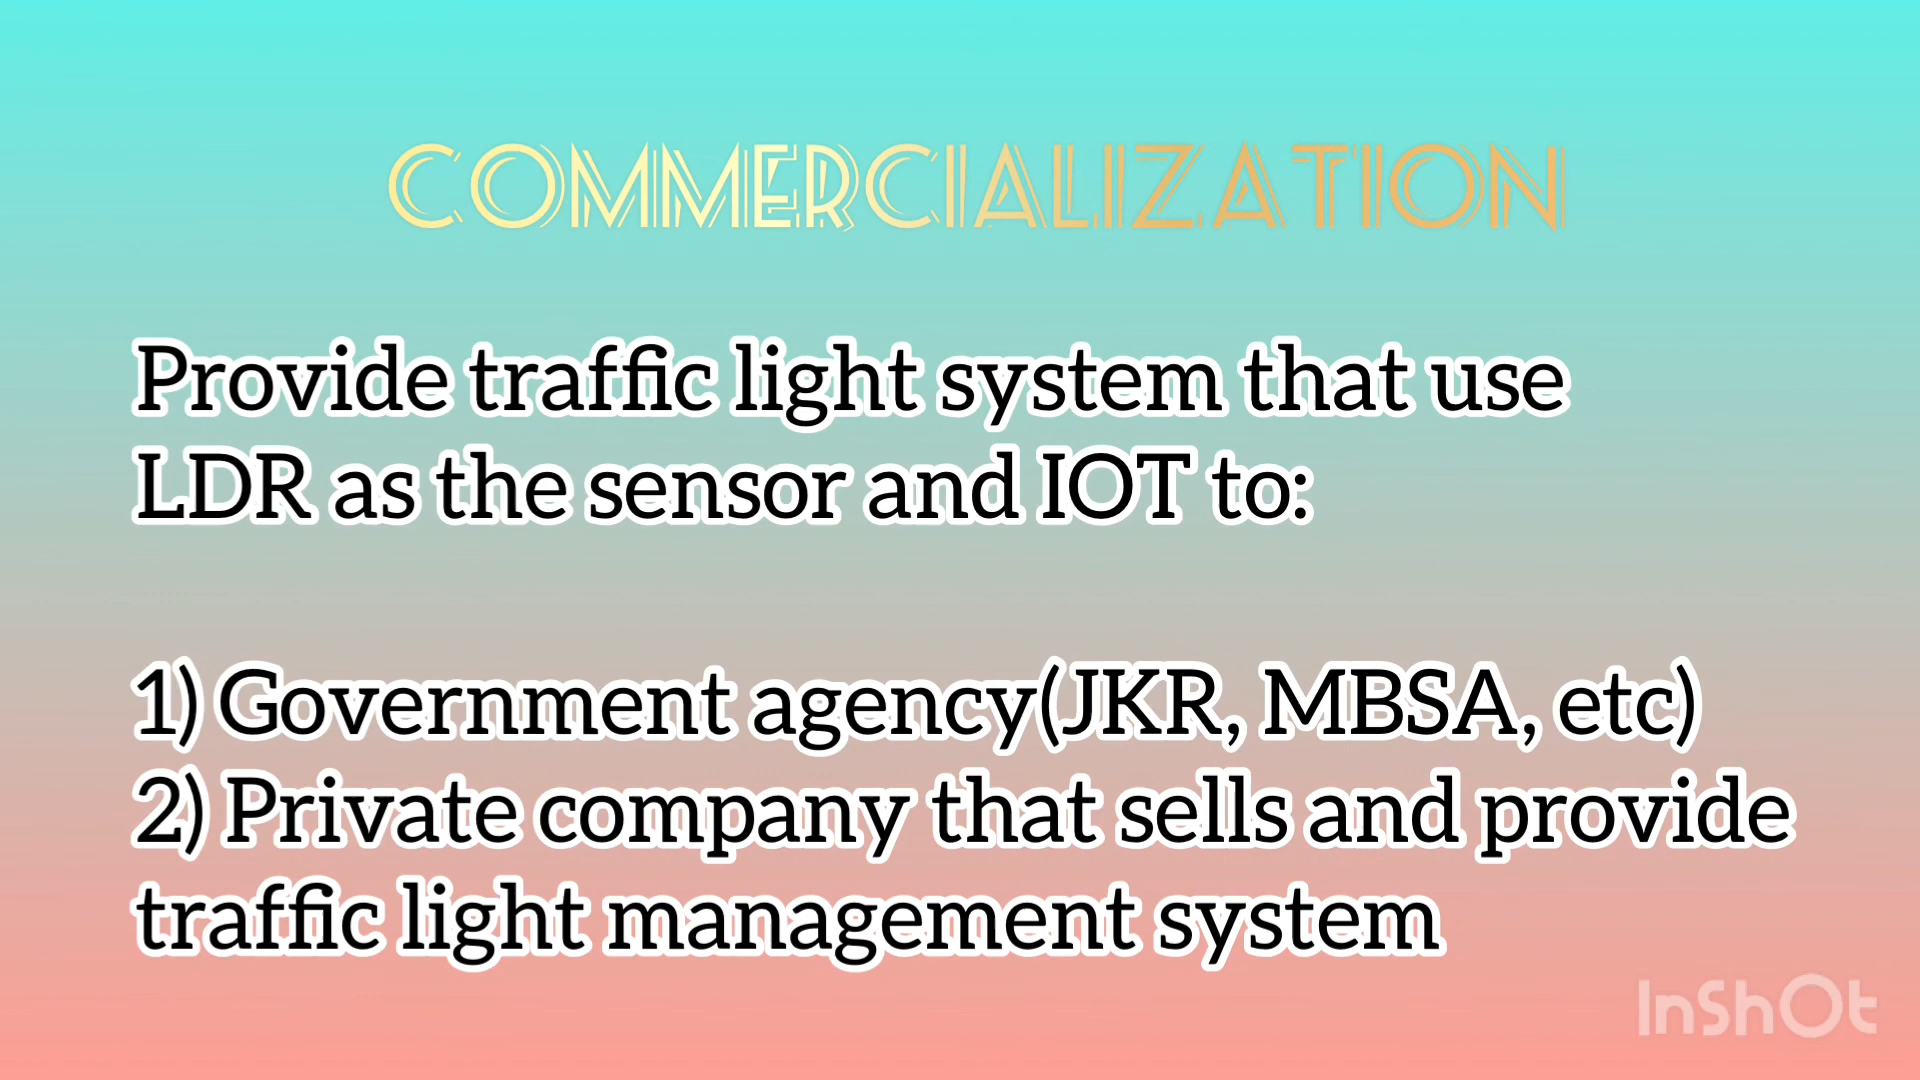 COMMERCIALIZATION
Provide traffic light system that use
LDR as the sensor and IOT to:
1) Government agency(JKR, MBSA, etc)
2) Private company that sells and provide
traffic light management system
InShOt